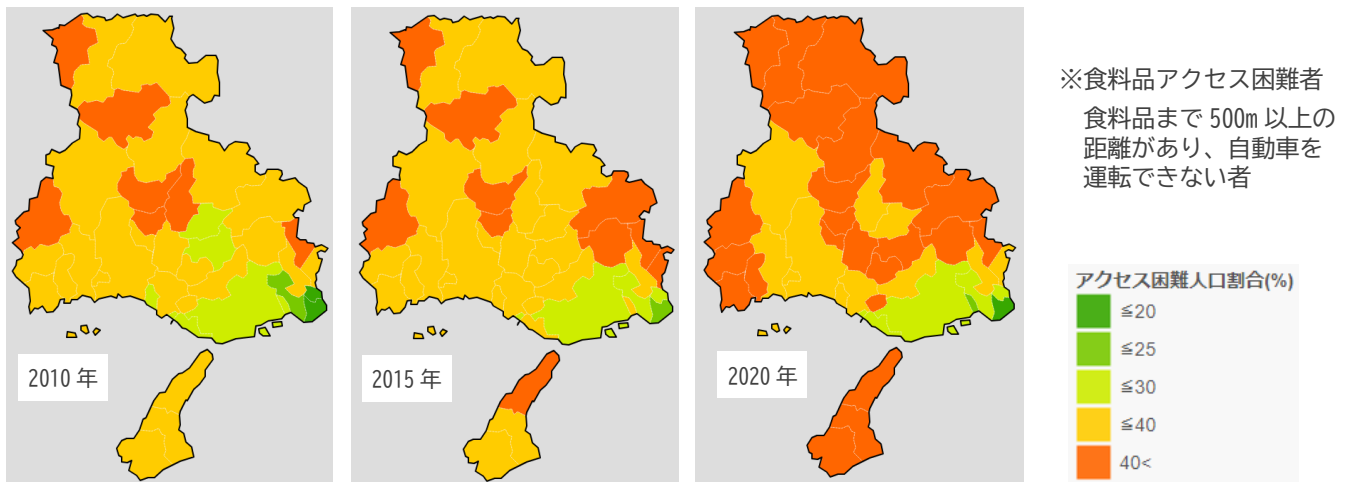 2010 年
2015 年
2020 年
※食料品アクセス困難者
食料品まで 500m 以上の
距離があり、自動車を
運転できない者
アクセス困難人口割合(%)
≦20
≦25
≦30
≦40
40<